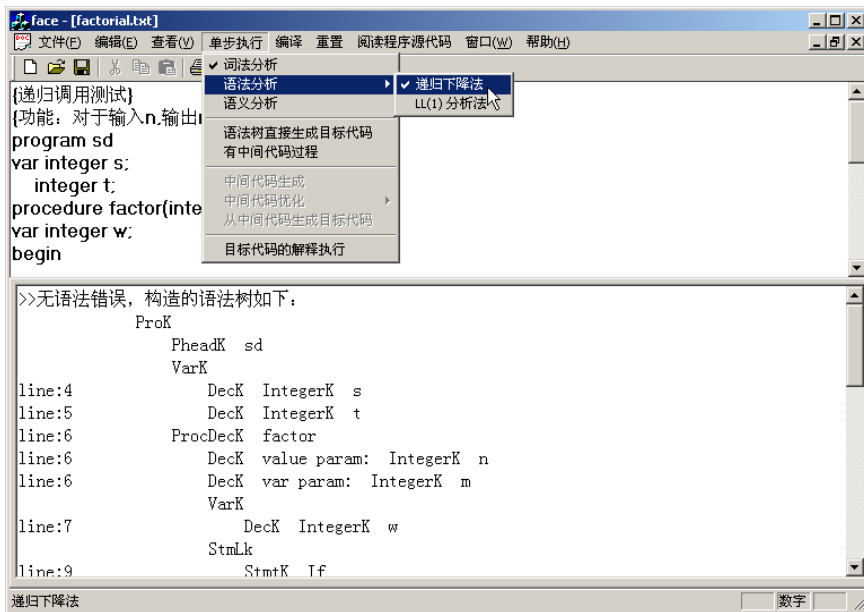 face - [factorial.txt]
文件(F) 编辑(E) 查看(V) 单步执行 编译 重置 阅读程序源代码 窗口(W) 帮助(H)
词法分析
语法分析
递归下降法
语义分析
LL(1) 分析法
语法树直接生成目标代码
有中间代码过程
中间代码生成
中间代码优化
从中间代码生成目标代码
目标代码的解释执行
{递归调用测试}
{功能：对于输入n,输出
program sd
var integer s;
integer t;
procedure factor(inte
var integer w;
begin
>>无语法错误，构造的语法树如下：
ProK
PheadK sd
VarK
line:4 DecK IntegerK s
line:5 DecK IntegerK t
line:6 ProcDecK factor
line:6 DecK value param: IntegerK n
line:6 DecK var param: IntegerK m
VarK
line:7 DecK IntegerK w
StmLk
line:9 StmtK If
递归下降法
数字